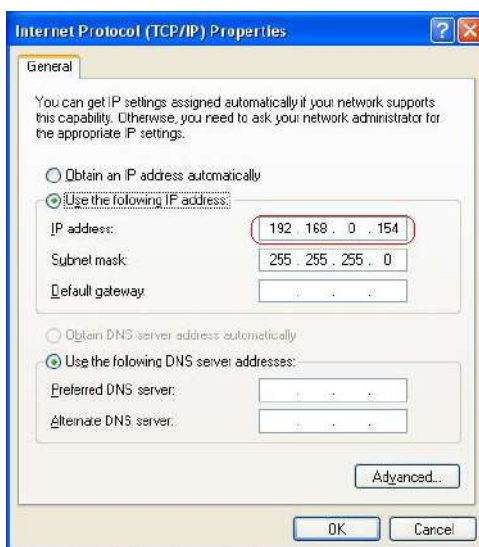 Internet Protocol (TCP/IP) Properties
General
You can get IP settings assigned automatically if your network supports
this capability. Otherwise, you need to ask your network administrator for
the appropriate IP settings.
Obtain an IP address automatically
Use the following IP address:
IP address: 192 . 168 . 0 . 154
Subnet mask: 255 . 255 . 255 . 0
Default gateway: . . .
Obtain DNS server address automatically
Use the following DNS server addresses:
Preferred DNS server: . . .
Alternate DNS server: . . .
Advanced...
OK Cancel